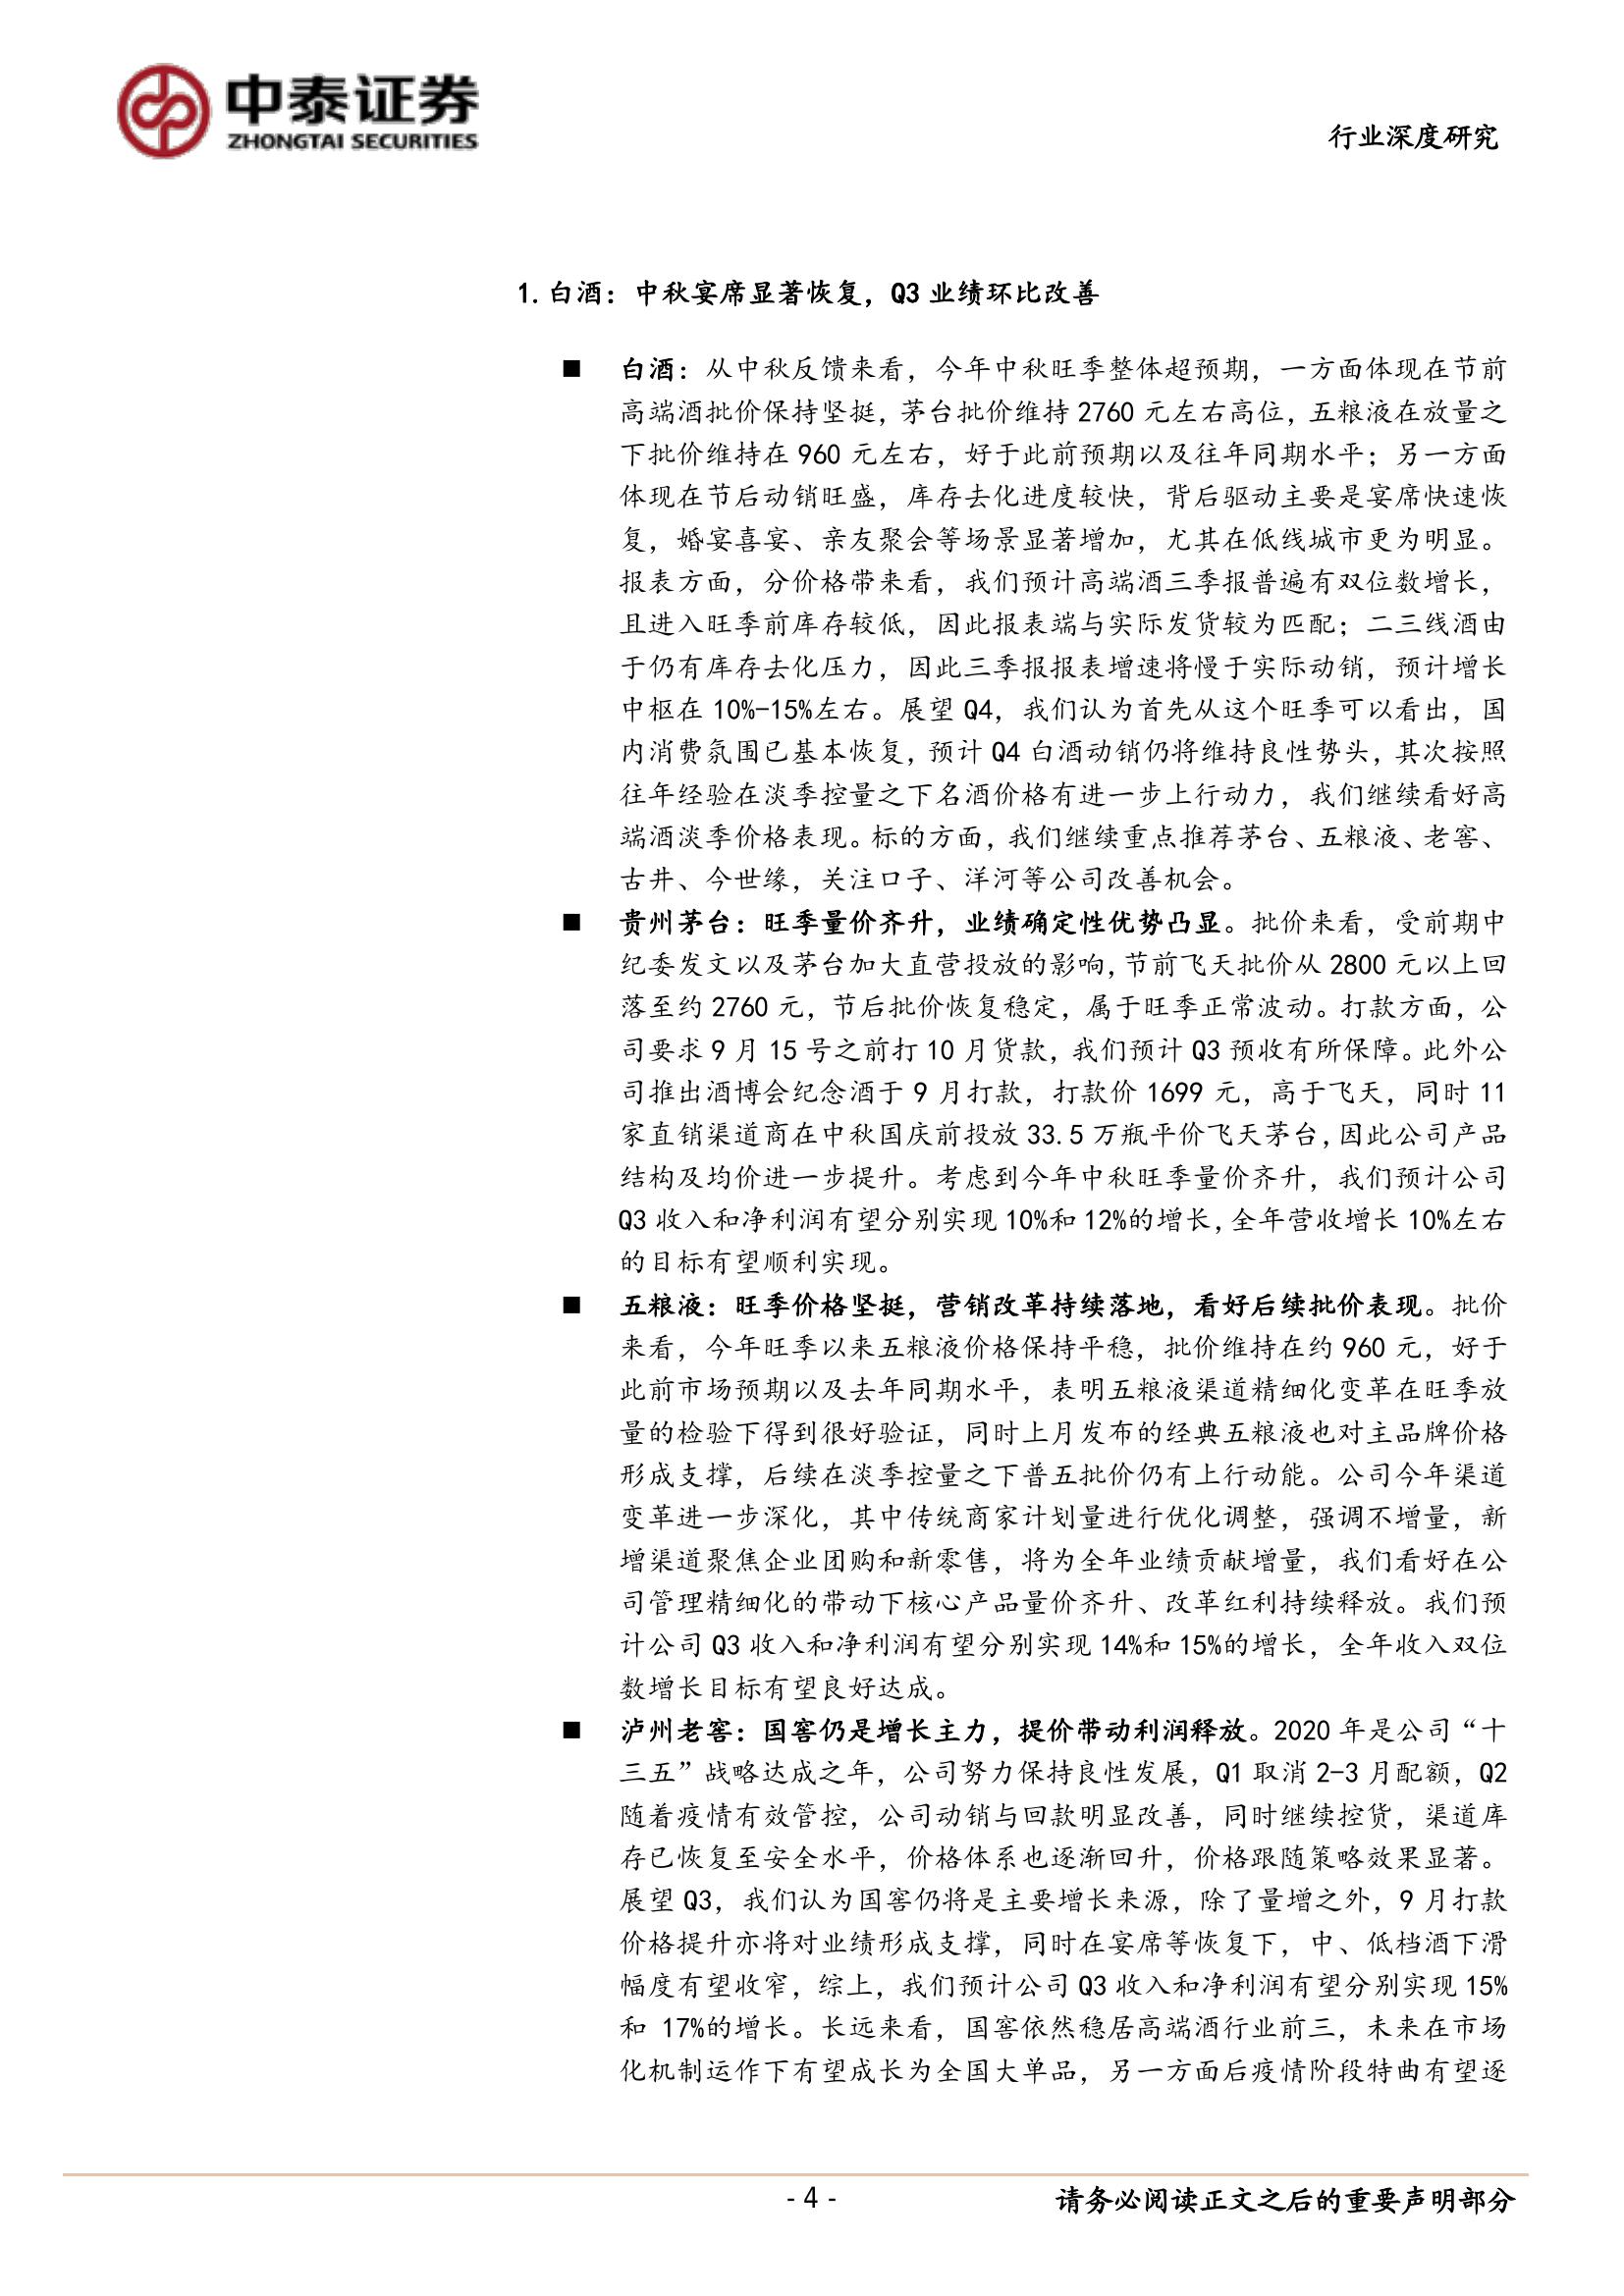 中泰证券
ZHONGTAI SECURITIES
行业深度研究
1.白酒：中秋宴席显著恢复，Q3 业绩环比改善
■ 白酒：从中秋反馈来看，今年中秋旺季整体超预期，一方面体现在节前
高端酒批价保持坚挺，茅台批价维持 2760 元左右高位，五粮液在放量之
下批价维持在 960 元左右，好于此前预期以及往年同期水平；另一方面
体现在节后动销旺盛，库存去化进度较快，背后驱动主要是宴席快速恢
复，婚宴喜宴、亲友聚会等场景显著增加，尤其在低线城市更为明显。
报表方面，分价格带来看，我们预计高端酒三季报普遍有双位数增长，
且进入旺季前库存较低，因此报表端与实际发货较为匹配；二三线酒由
于仍有库存去化压力，因此三季报报表增速将慢于实际动销，预计增长
中枢在 10%-15%左右。展望 Q4，我们认为首先从这个旺季可以看出，国
内消费氛围已基本恢复，预计 Q4 白酒动销仍将维持良性势头，其次按照
往年经验在淡季控量之下名酒价格有进一步上行动力，我们继续看好高
端酒淡季价格表现。标的方面，我们继续重点推荐茅台、五粮液、老窖、
古井、今世缘，关注口子、洋河等公司改善机会。
■ 贵州茅台：旺季量价齐升，业绩确定性优势凸显。批价来看，受前期中
纪委发文以及茅台加大直营投放的影响，节前飞天批价从 2800 元以上回
落至约 2760 元，节后批价恢复稳定，属于旺季正常波动。打款方面，公
司要求 9 月 15 号之前打 10 月货款，我们预计 Q3 预收有所保障。此外公
司推出酒博会纪念酒于 9 月打款，打款价 1699 元，高于飞天，同时 11
家直销渠道商在中秋国庆前投放 33.5 万瓶平价飞天茅台，因此公司产品
结构及均价进一步提升。考虑到今年中秋旺季量价齐升，我们预计公司
Q3 收入和净利润有望分别实现 10%和 12%的增长，全年营收增长 10%左右
的目标有望顺利实现。
■ 五粮液：旺季价格坚挺，营销改革持续落地，看好后续批价表现。批价
来看，今年旺季以来五粮液价格保持平稳，批价维持在约 960 元，好于
此前市场预期以及去年同期水平，表明五粮液渠道精细化变革在旺季放
量的检验下得到很好验证，同时上月发布的经典五粮液也对主品牌价格
形成支撑，后续在淡季控量之下普五批价仍有上行动能。公司今年渠道
变革进一步深化，其中传统商家计划量进行优化调整，强调不增量，新
增渠道聚焦企业团购和新零售，将为全年业绩贡献增量，我们看好在公
司管理精细化的带动下核心产品量价齐升、改革红利持续释放。我们预
计公司 Q3 收入和净利润有望分别实现 14%和 15%的增长，全年收入双位
数增长目标有望良好达成。
■ 泸州老窖：国窖仍是增长主力，提价带动利润释放。2020 年是公司“十
三五”战略达成之年，公司努力保持良性发展，Q1 取消 2-3 月配额，Q2
随着疫情有效管控，公司动销与回款明显改善，同时继续控货，渠道库
存已恢复至安全水平，价格体系也逐渐回升，价格跟随策略效果显著。
展望 Q3，我们认为国窖仍将是主要增长来源，除了量增之外，9 月打款
价格提升亦将对业绩形成支撑，同时在宴席等恢复下，中、低档酒下滑
幅度有望收窄，综上，我们预计公司 Q3 收入和净利润有望分别实现 15%
和 17%的增长。长远来看，国窖依然稳居高端酒行业前三，未来在市场
化机制运作下有望成长为全国大单品，另一方面后疫情阶段特曲有望逐
- 4 -
请务必阅读正文之后的重要声明部分